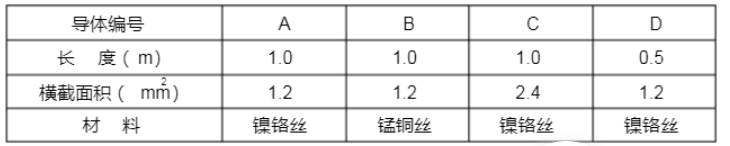 导体编号 A B C D
长 度(m) 1.0 1.0 1.0 0.5
横截面积( mm²) 1.2 1.2 2.4 1.2
材 料 镍铬丝 锰铜丝 镍铬丝 镍铬丝